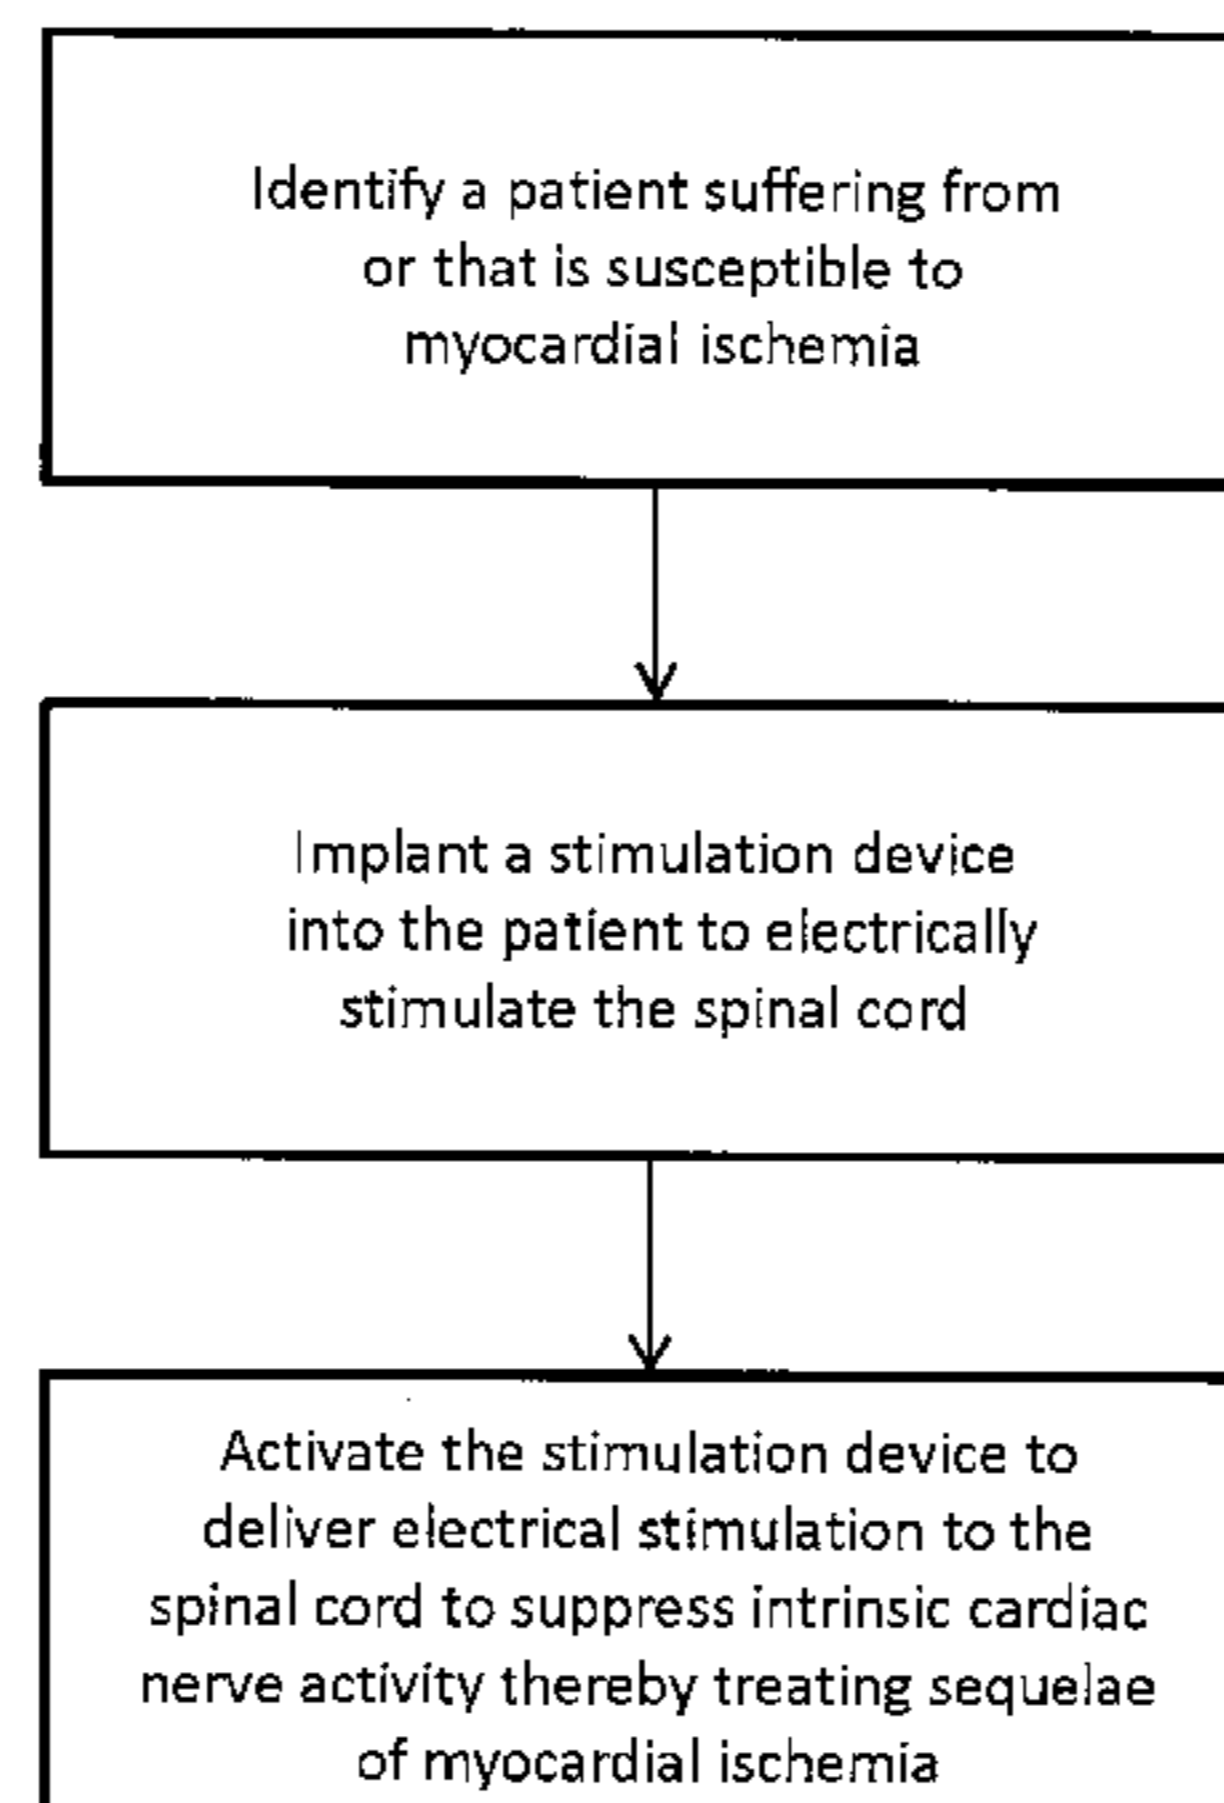 Identify a patient suffering from
or that is susceptible to
myocardial ischemia
Implant a stimulation device
into the patient to electrically
stimulate the spinal cord
Activate the stimulation device to
deliver electrical stimulation to the
spinal cord to suppress intrinsic cardiac
nerve activity thereby treating sequelae
of myocardial ischemia